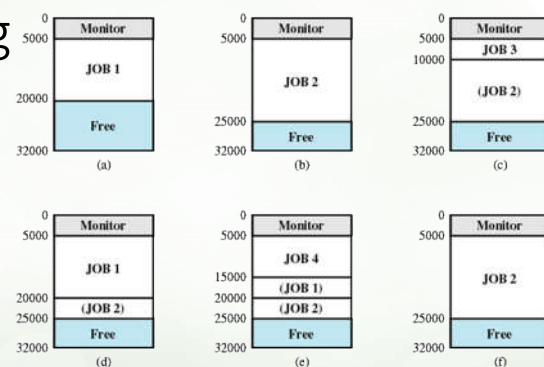 g
0
Monitor
5000
JOB 1
20000
Free
32000
(a)
0
Monitor
5000
JOB 2
25000
Free
32000
(b)
0
Monitor
5000
JOB 3
10000
(JOB 2)
25000
Free
32000
(c)
0
Monitor
5000
JOB 1
20000
(JOB 2)
25000
Free
32000
(d)
0
Monitor
5000
JOB 4
15000
(JOB 1)
20000
(JOB 2)
25000
Free
32000
(e)
0
Monitor
5000
JOB 2
25000
Free
32000
(f)